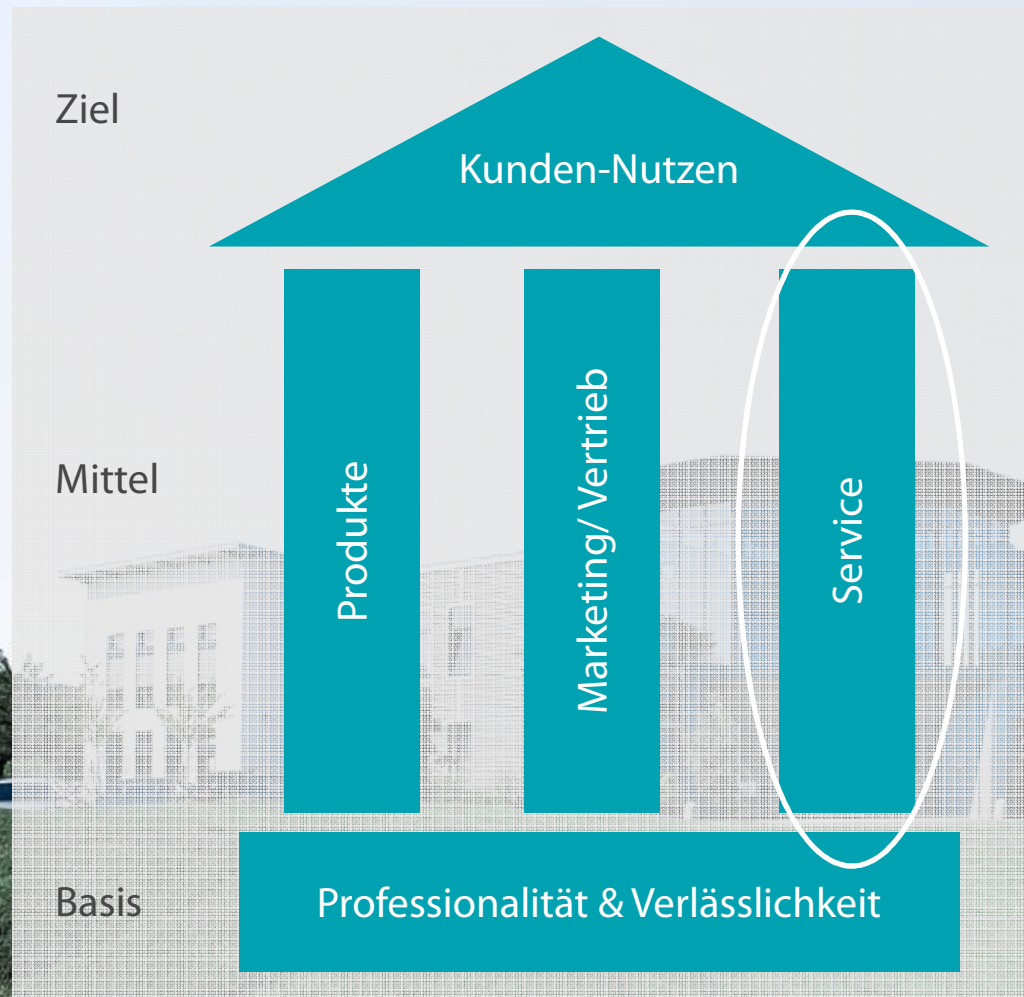 Ziel
Kunden-Nutzen
Mittel
Produkte
Marketing/ Vertrieb
Service
Basis
Professionalität & Verlässlichkeit